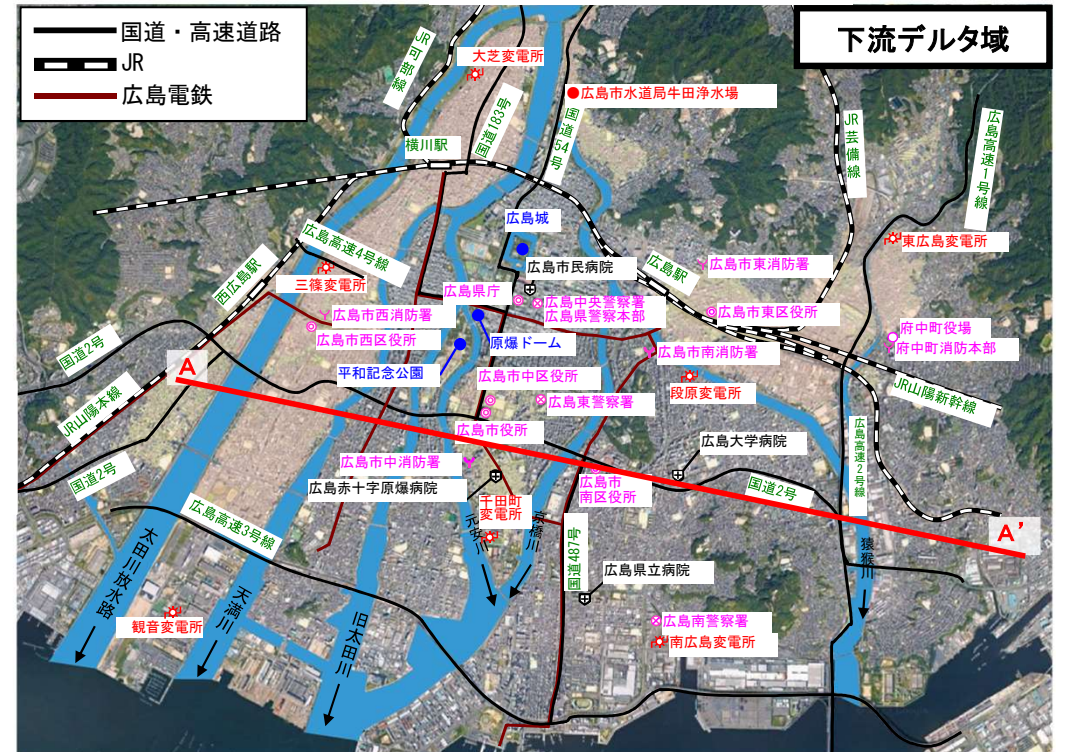 国道・高速道路
JR
広島電鉄
下流デルタ域
JR可部線
大芝変電所
広島市水道局牛田浄水場
国道183号
国道54号
横川駅
JR芸備線
広島高速1号線
広島城
東広島変電所
広島高速4号線
広島市民病院
広島駅
広島市東消防署
西広島駅
三篠変電所
広島県庁
広島中央警察署
広島県警察本部
広島市東区役所
広島市西消防署
広島市西区役所
原爆ドーム
府中町役場
府中町消防本部
国道2号
平和記念公園
広島市南消防署
A
広島市中区役所
段原変電所
JR山陽新幹線
JR山陽本線
広島東警察署
広島市役所
広島大学病院
広島高速2号線
国道2号
広島市中消防署
広島赤十字原爆病院
千田町
変電所
広島市
南区役所
国道2号
広島高速3号線
A'
太田川放水路
天満川
旧太田川
元安川
京橋川
国道487号
猿猴川
広島県立病院
観音変電所
広島南警察署
南広島変電所